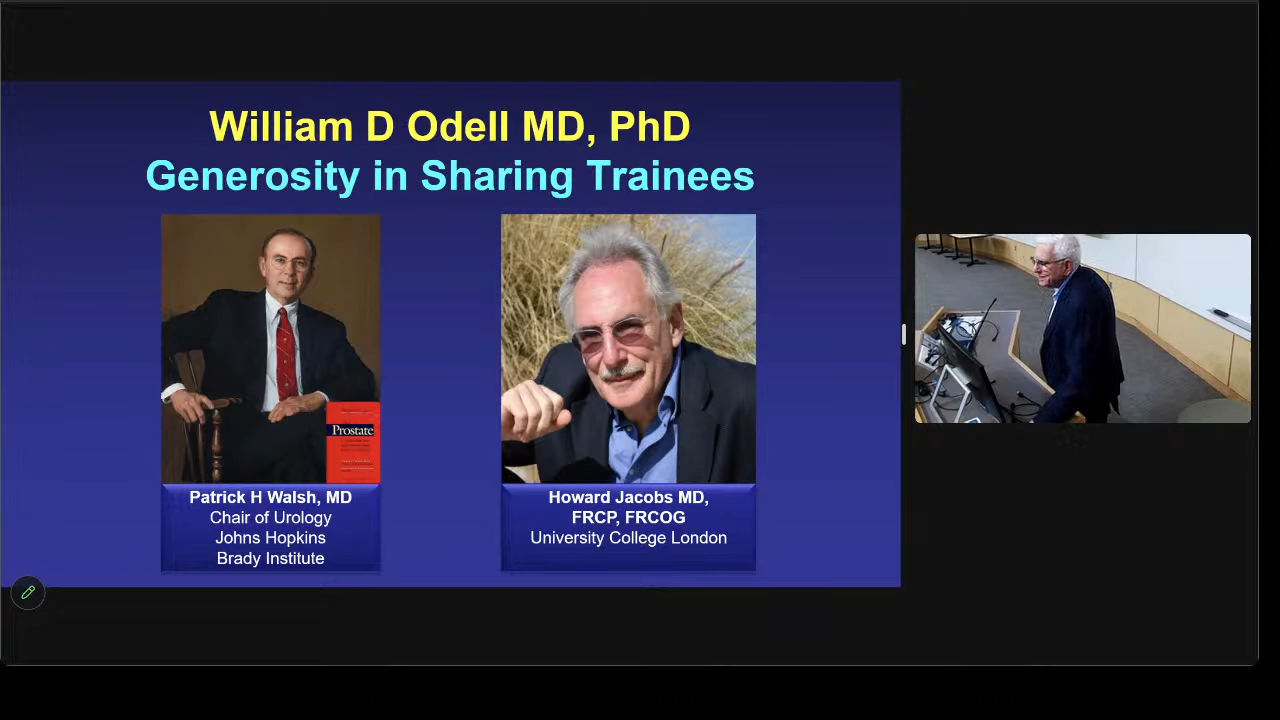 William D Odell MD, PhD
Generosity in Sharing Trainees
Prostate
Patrick H Walsh, MD
Chair of Urology
Johns Hopkins
Brady Institute
Howard Jacobs MD,
FRCP, FRCOG
University College London